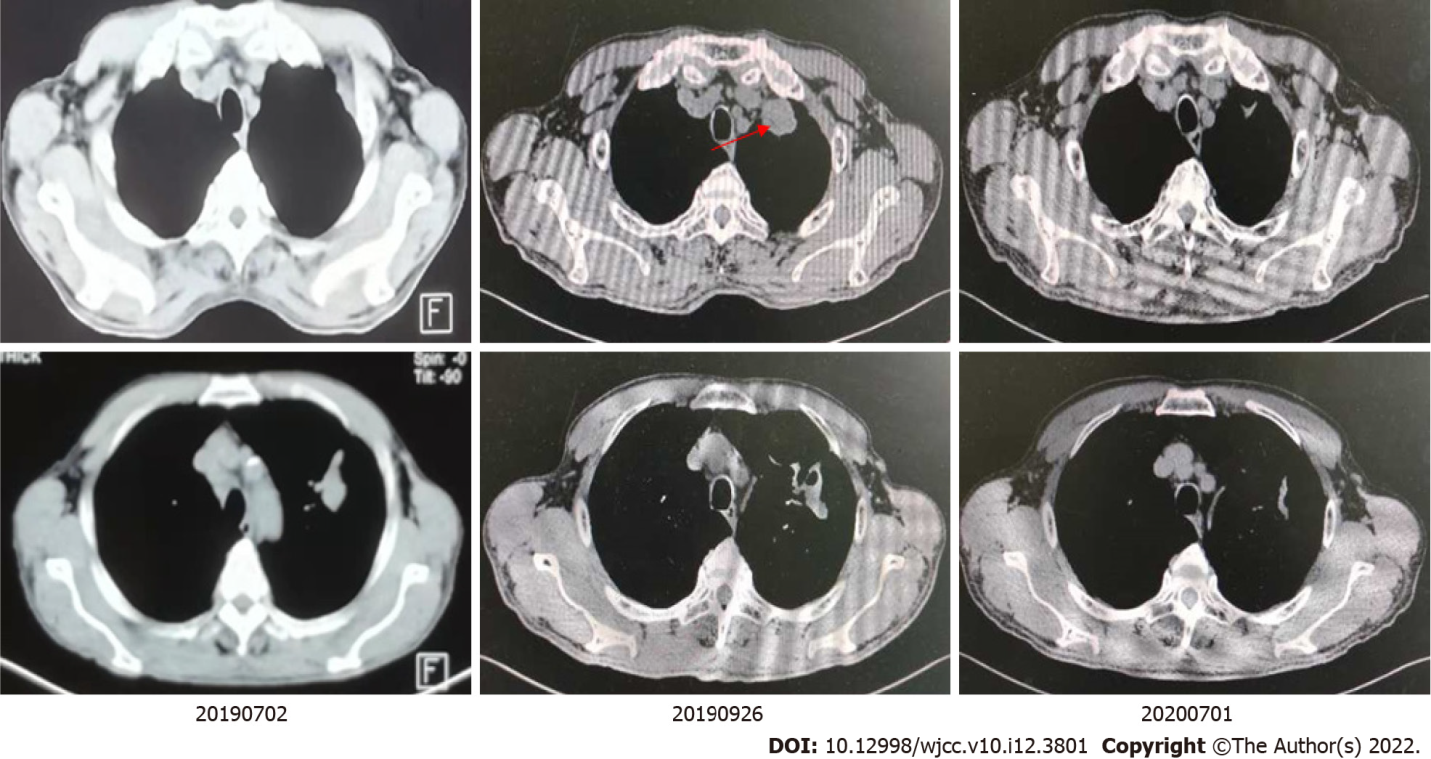 F
THICK
Spin: -0
Tilt: -90
F
20190702
20190926
20200701
DOI: 10.12998/wjcc.v10.i12.3801 Copyright ©The Author(s) 2022.